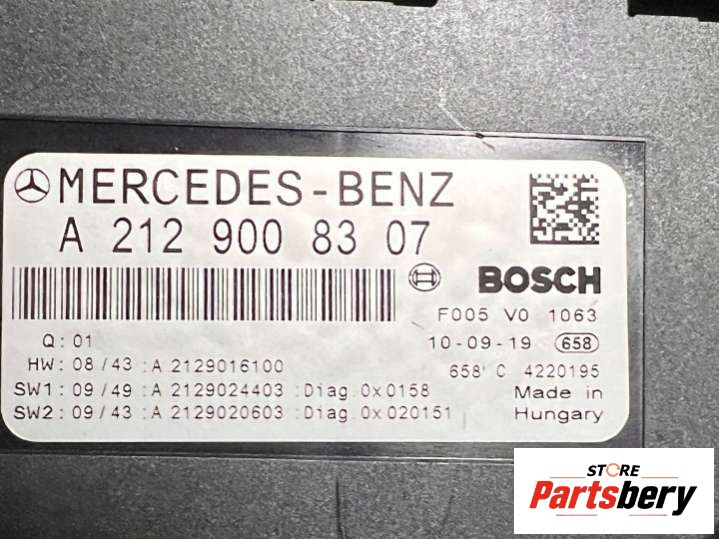 MERCEDES-BENZ
A 212 900 83 07
BOSCH
F005 V0 1063
Q: 01
10-09-19 658
HW: 08/43 :A 2129016100
658 C 4220195
SW1: 09/49 :A 2129024403 :Diag.0x0158
Made in
SW2: 09/43 :A 2129020603 :Diag.0x020151
Hungary
STORE
Partsbery